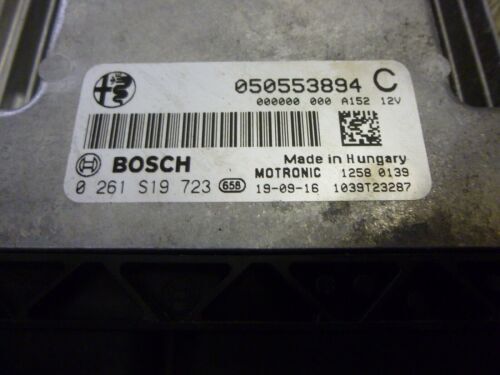 050553894 C
000000 000 A152 12V
BOSCH
Made in Hungary
MOTRONIC 1258 0139
0 261 S19 723 658 19-09-16 1039T23287